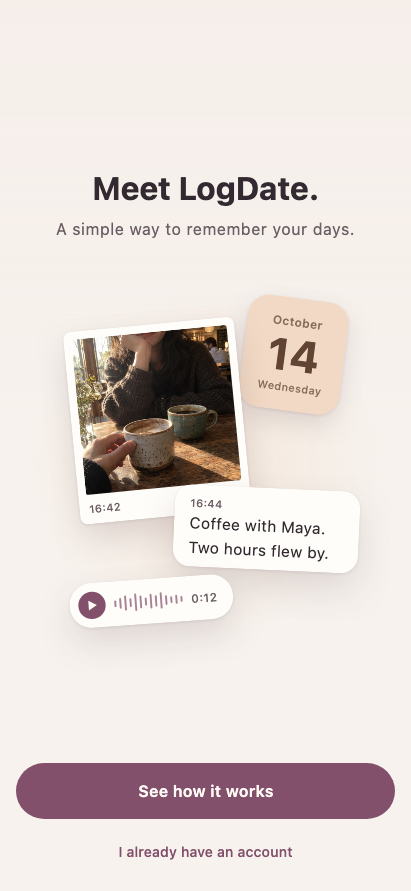 Meet LogDate.
A simple way to remember your days.
October
14
Wednesday
16:42
16:44
Coffee with Maya.
Two hours flew by.
0:12
See how it works
I already have an account